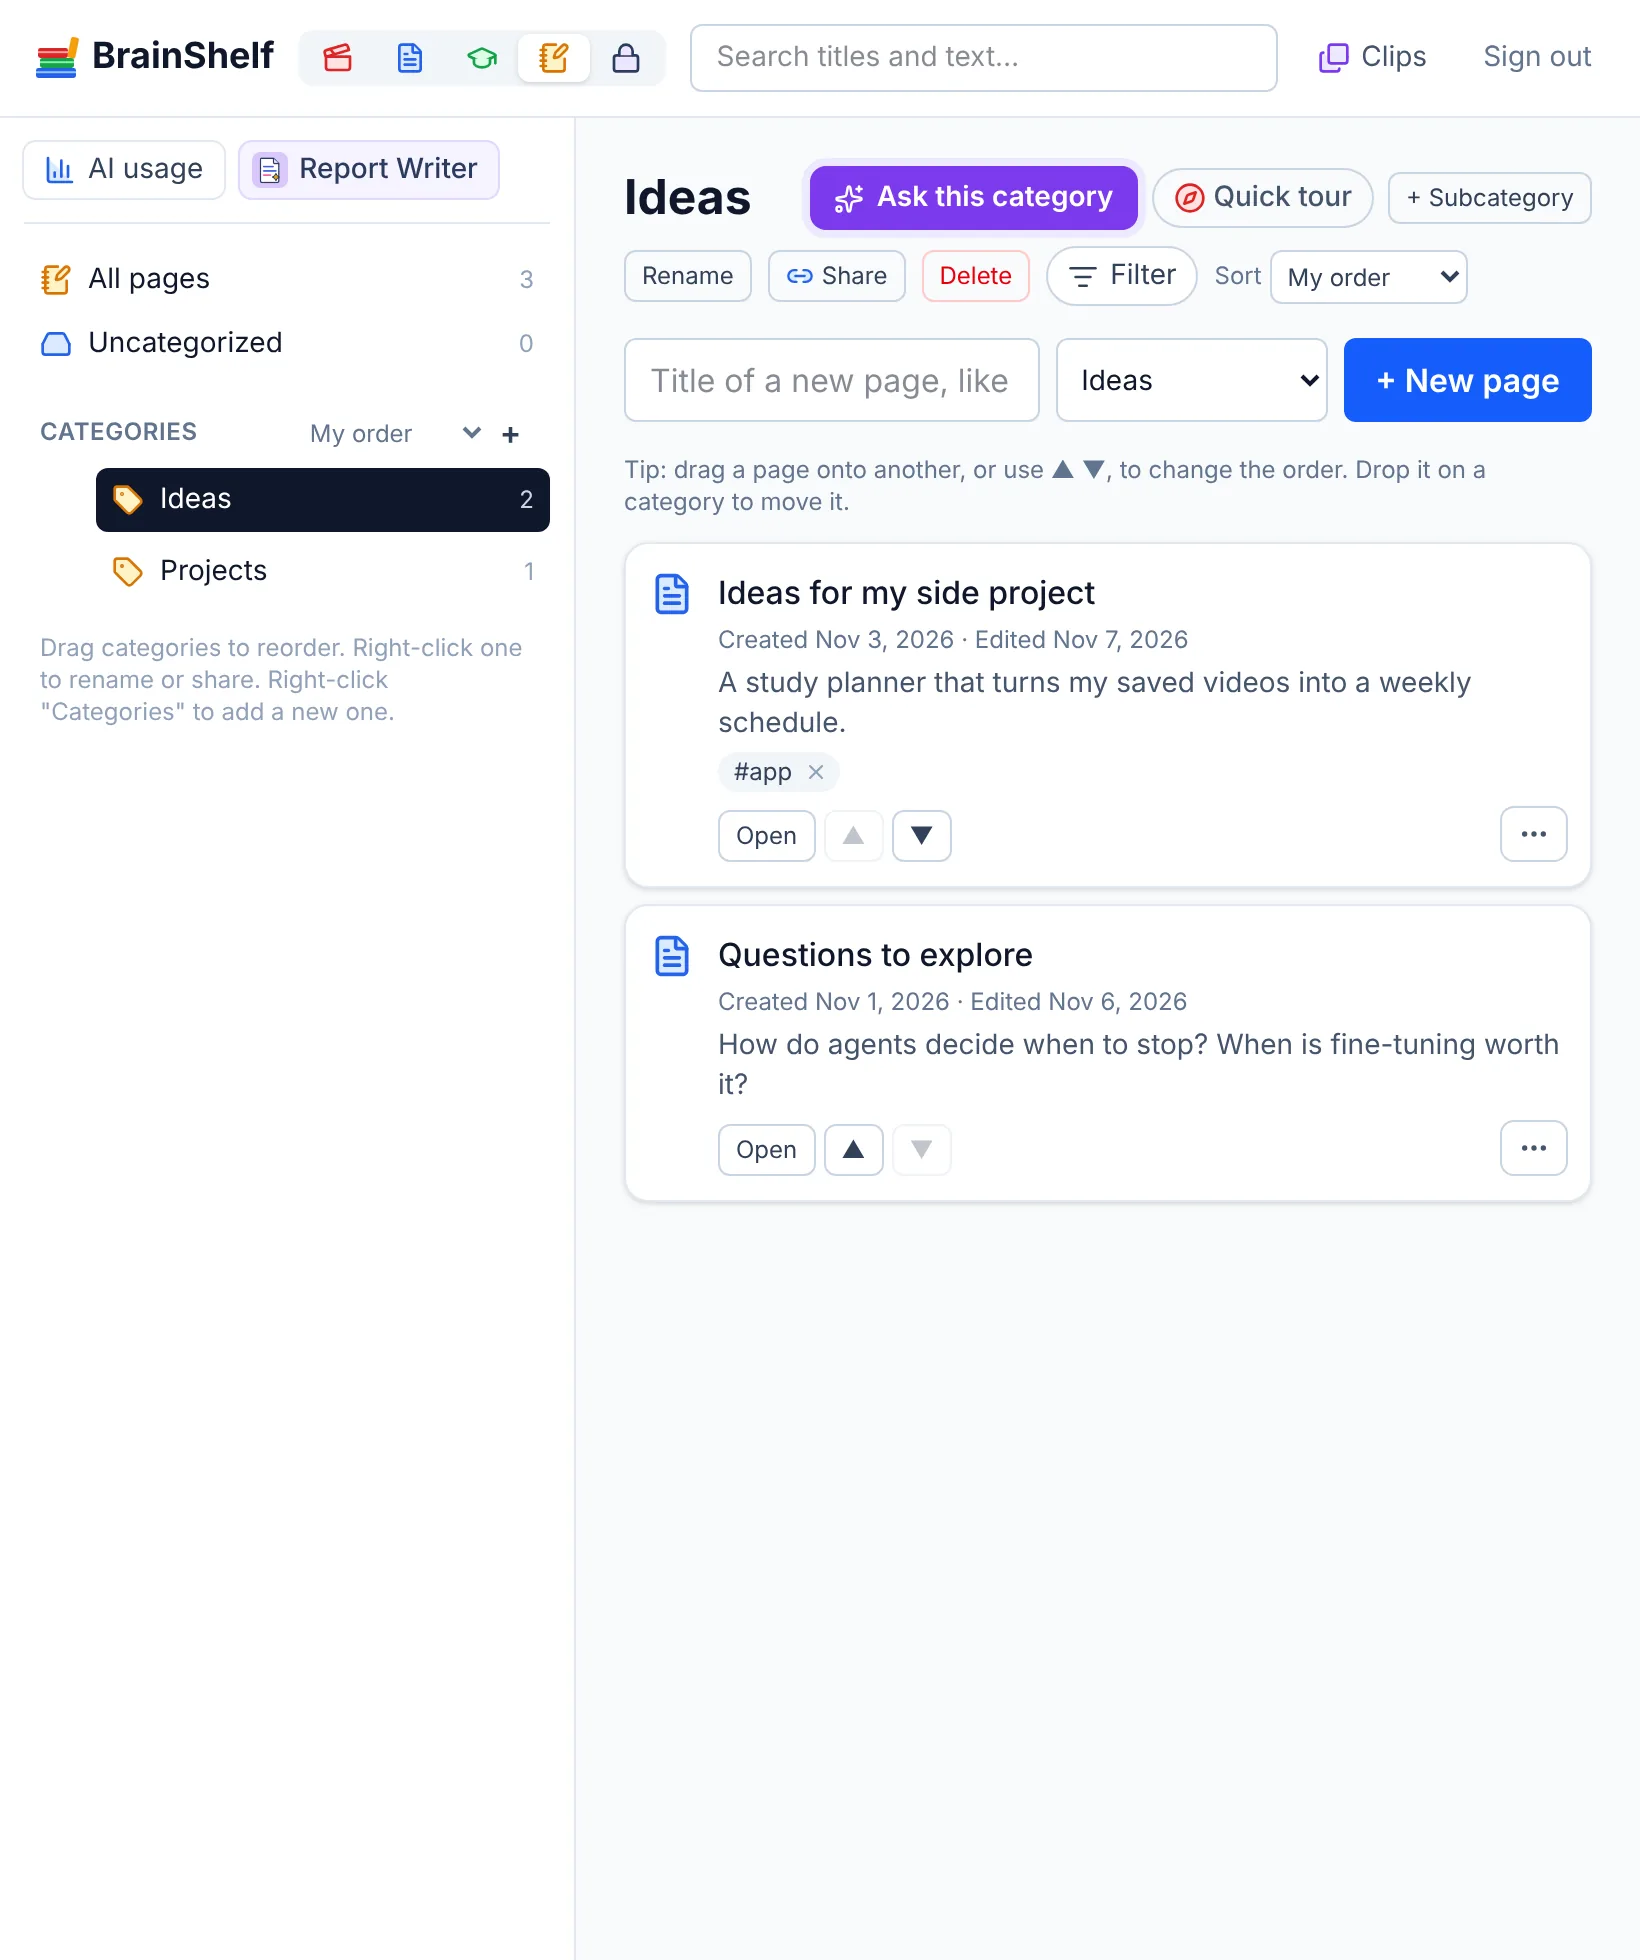 BrainShelf
Search titles and text...
Clips
Sign out
AI usage
Report Writer
All pages
3
Uncategorized
0
CATEGORIES
My order
+
Ideas
2
Projects
1
Drag categories to reorder. Right-click one
to rename or share. Right-click
"Categories" to add a new one.
Ideas
Ask this category
Quick tour
+ Subcategory
Rename
Share
Delete
Filter
Sort
My order
Title of a new page, like
Ideas
+ New page
Tip: drag a page onto another, or use ▲ ▼, to change the order. Drop it on a
category to move it.
Ideas for my side project
Created Nov 3, 2026 · Edited Nov 7, 2026
A study planner that turns my saved videos into a weekly
schedule.
#app ×
Open
▲
▼
...
Questions to explore
Created Nov 1, 2026 · Edited Nov 6, 2026
How do agents decide when to stop? When is fine-tuning worth
it?
Open
▲
▼
...